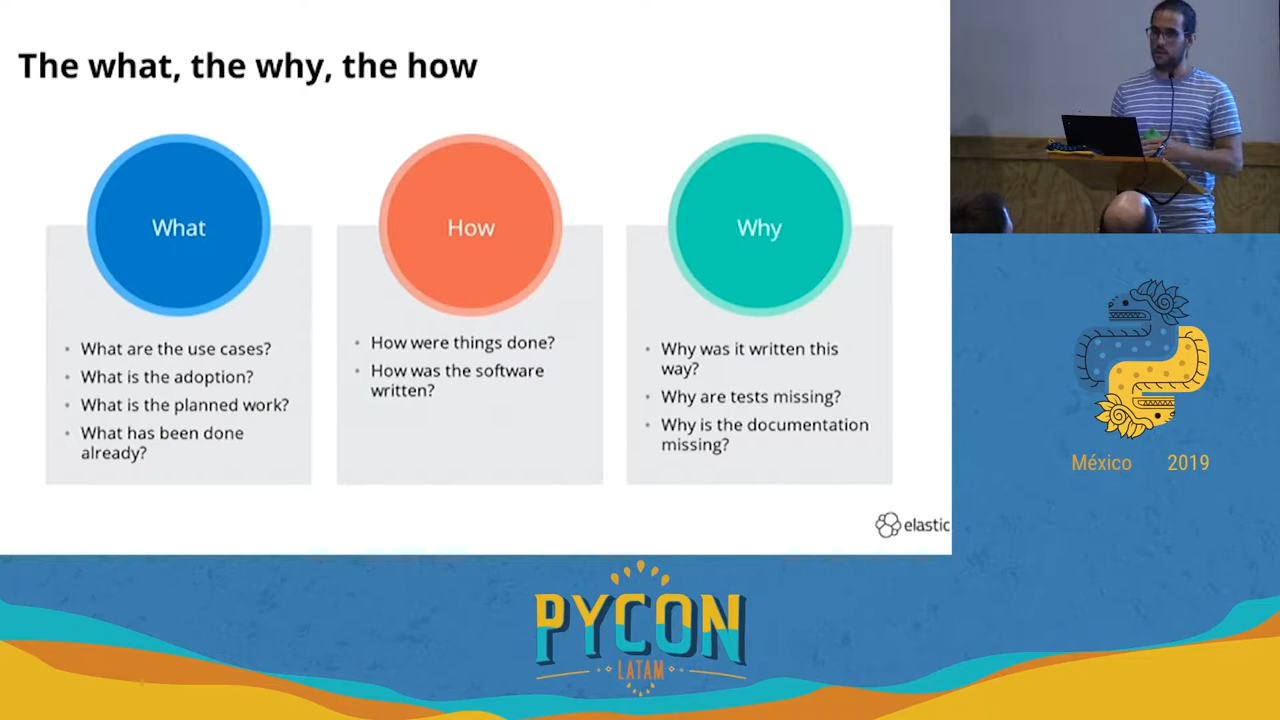 The what, the why, the how
What
• What are the use cases?
• What is the adoption?
• What is the planned work?
• What has been done
already?
How
• How were things done?
• How was the software
written?
Why
• Why was it written this
way?
• Why are tests missing?
• Why is the documentation
missing?
elastic
México 2019
PYCON
LATAM